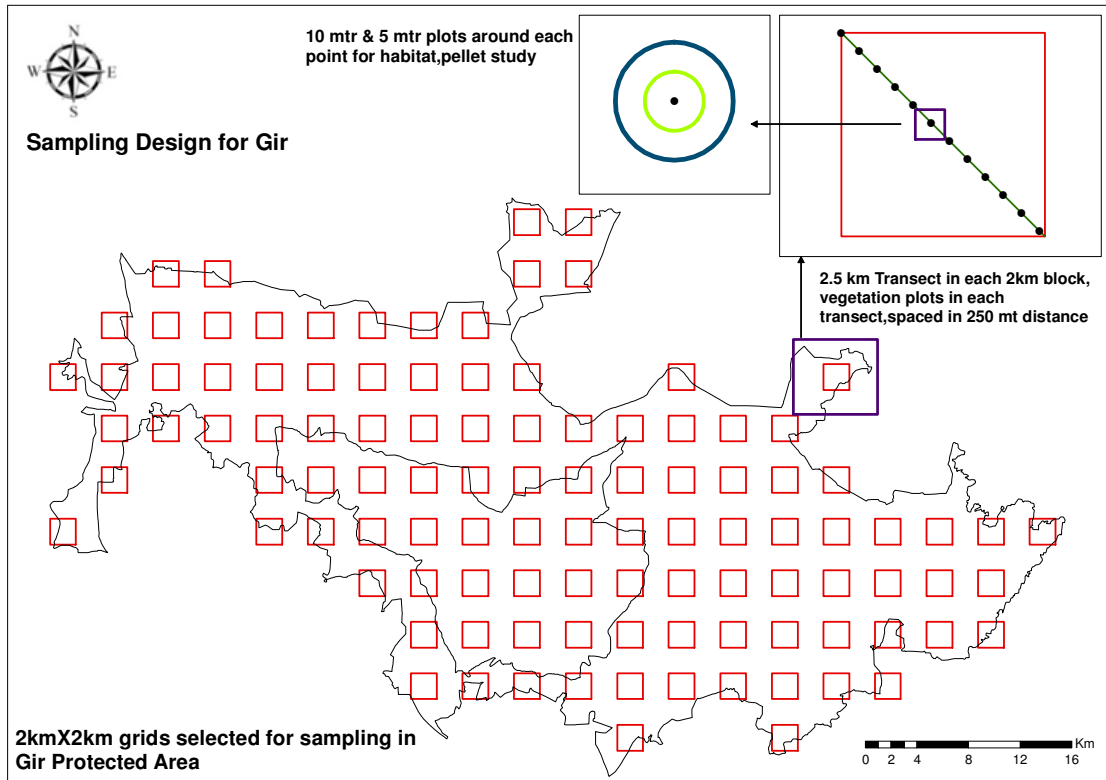 N
W E
S
Sampling Design for Gir
10 mtr & 5 mtr plots around each
point for habitat,pellet study
2.5 km Transect in each 2km block,
vegetation plots in each
transect,spaced in 250 mt distance
2kmX2km grids selected for sampling in
Gir Protected Area
Km
0 2 4 8 12 16